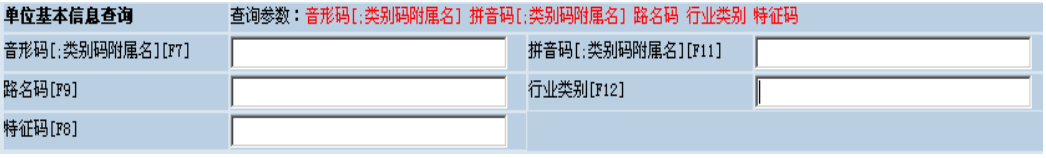 单位基本信息查询 查询参数：音形码[;类别码附属名] 拼音码[;类别码附属名] 路名码 行业类别 特征码
音形码[;类别码附属名][F7] 拼音码[;类别码附属名][F11]
路名码[F9] 行业类别[F12]
特征码[F8]